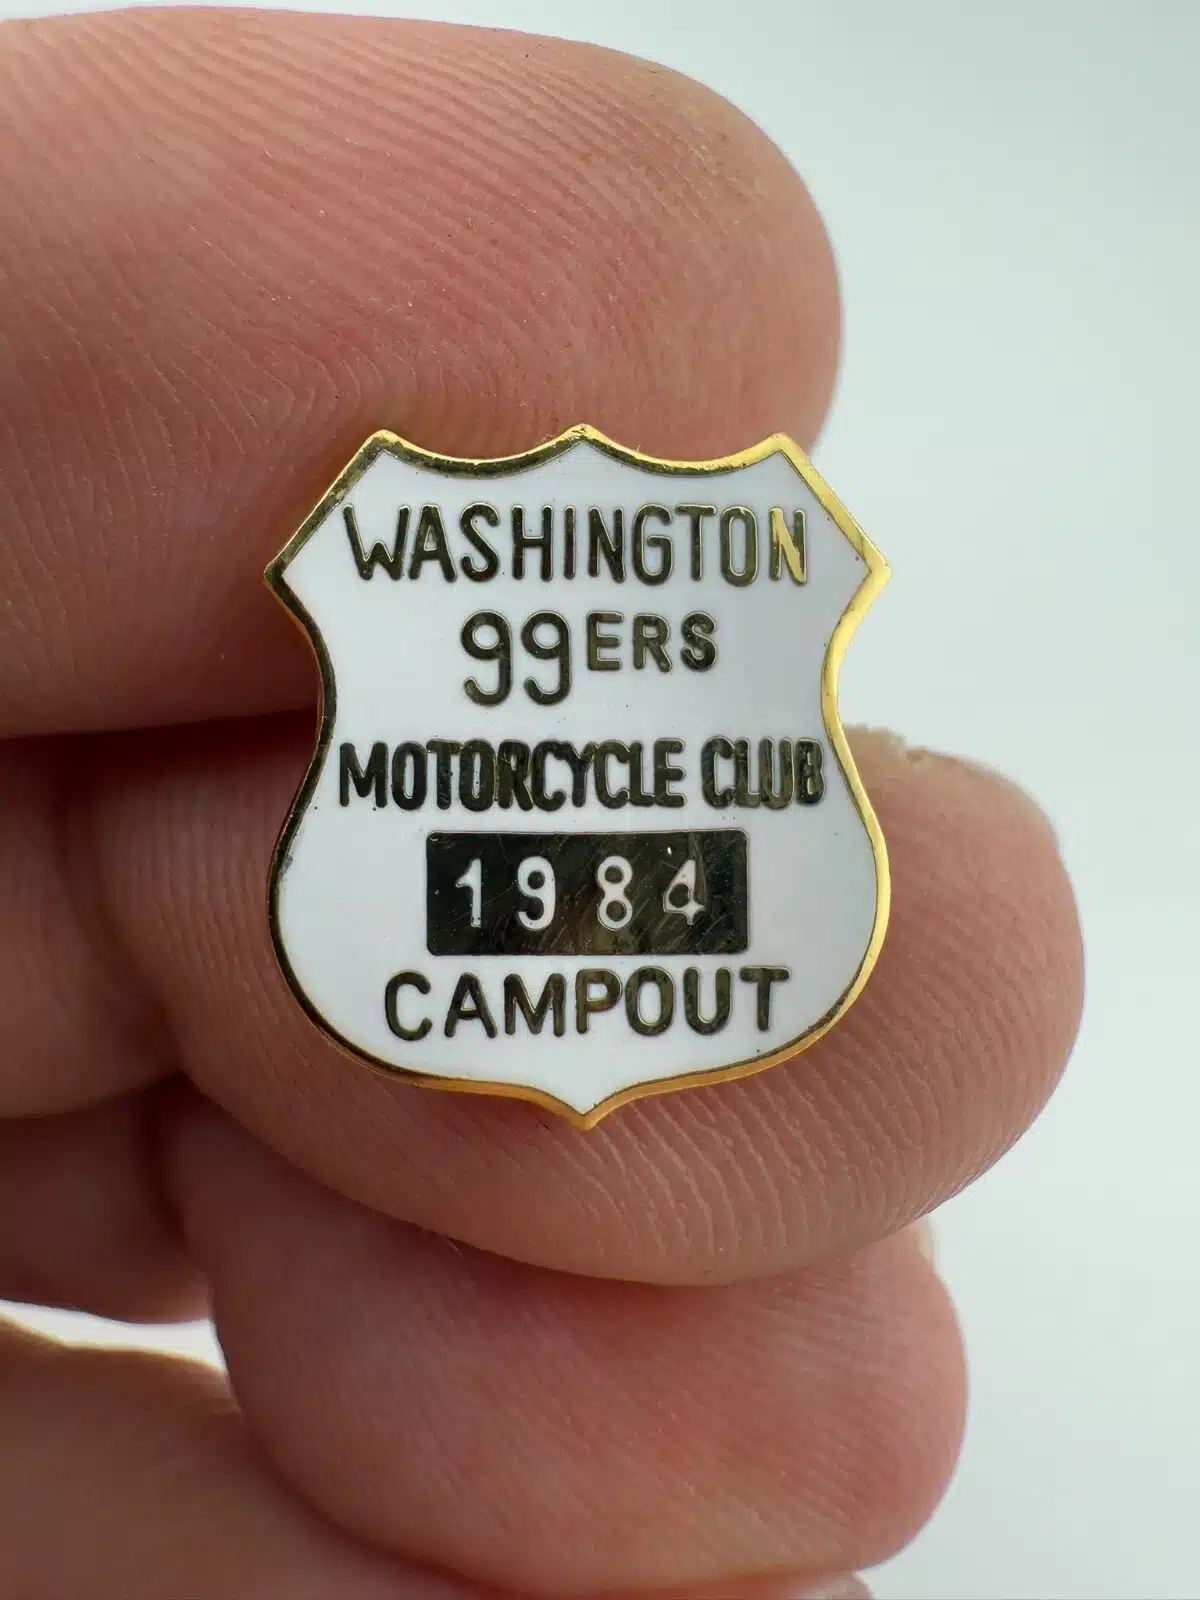 WASHINGTON
99ERS
MOTORCYCLE CLUB
1984
CAMPOUT